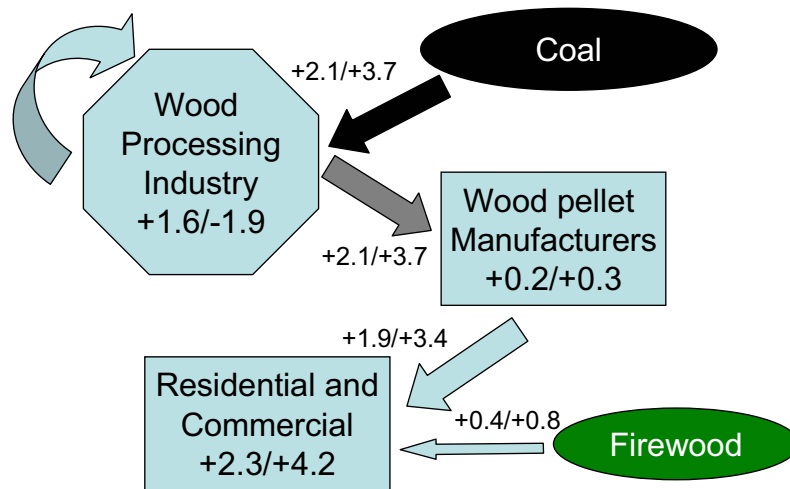 Coal
+2.1/+3.7
Wood
Processing
Industry
+1.6/-1.9
Wood pellet
Manufacturers
+0.2/+0.3
+2.1/+3.7
+1.9/+3.4
Residential and
Commercial
+2.3/+4.2
+0.4/+0.8
Firewood